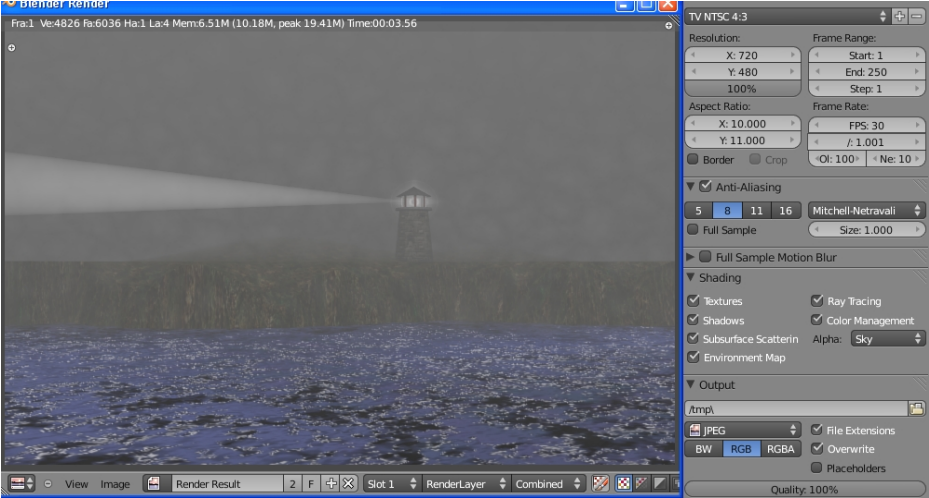 Blender Render
Fra:1 Ve:4826 Fa:6036 Ha:1 La:4 Mem:6.51M (10.18M, peak 19.41M) Time:00:03.56
View Image Render Result 2 F Slot 1 RenderLayer Combined
TV NTSC 4:3
Resolution: Frame Range:
X: 720 Start: 1
Y: 480 End: 250
100% Step: 1
Aspect Ratio: Frame Rate:
X: 10.000 FPS: 30
Y: 11.000 /: 1.001
Border Crop Ol: 100 Ne: 10
Anti-Aliasing
5 8 11 16 Mitchell-Netravali
Full Sample Size: 1.000
Full Sample Motion Blur
Shading
Textures Ray Tracing
Shadows Color Management
Subsurface Scatterin Alpha: Sky
Environment Map
Output
/tmp\
JPEG File Extensions
BW RGB RGBA Overwrite
Placeholders
Quality: 100%